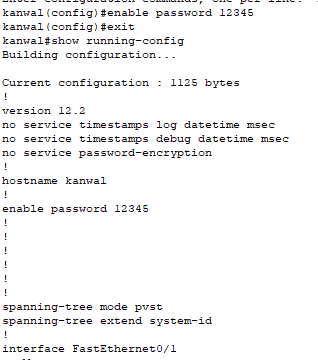 Enter configuration commands, one per line.
kanwal(config)#enable password 12345
kanwal(config)#exit
kanwal#show running-config
Building configuration...
Current configuration : 1125 bytes
!
version 12.2
no service timestamps log datetime msec
no service timestamps debug datetime msec
no service password-encryption
!
hostname kanwal
!
enable password 12345
!
!
!
!
!
!
spanning-tree mode pvst
spanning-tree extend system-id
!
interface FastEthernet0/1